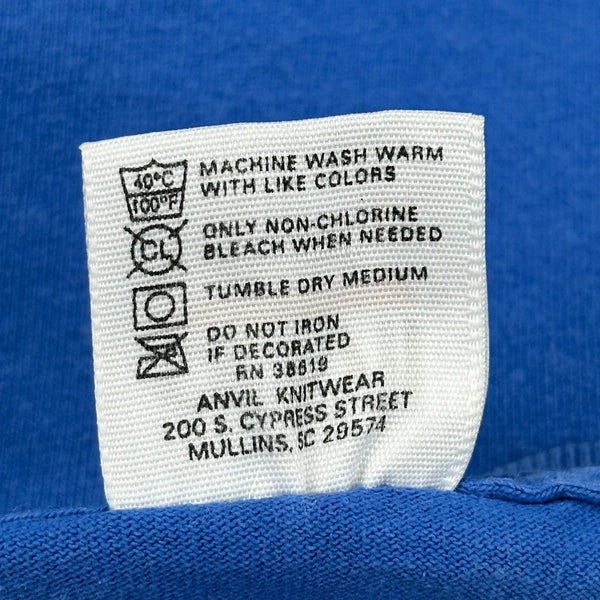 40°C
100°F
MACHINE WASH WARM
WITH LIKE COLORS
CL
ONLY NON-CHLORINE
BLEACH WHEN NEEDED
TUMBLE DRY MEDIUM
DO NOT IRON
IF DECORATED
RN 38619
ANVIL KNITWEAR
200 S. CYPRESS STREET
MULLINS, SC 29574